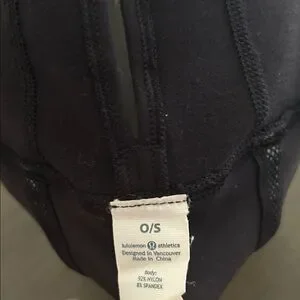 O/S
lululemon athletica
Designed in Vancouver
Made in China
Body:
92% NYLON
8% SPANDEX